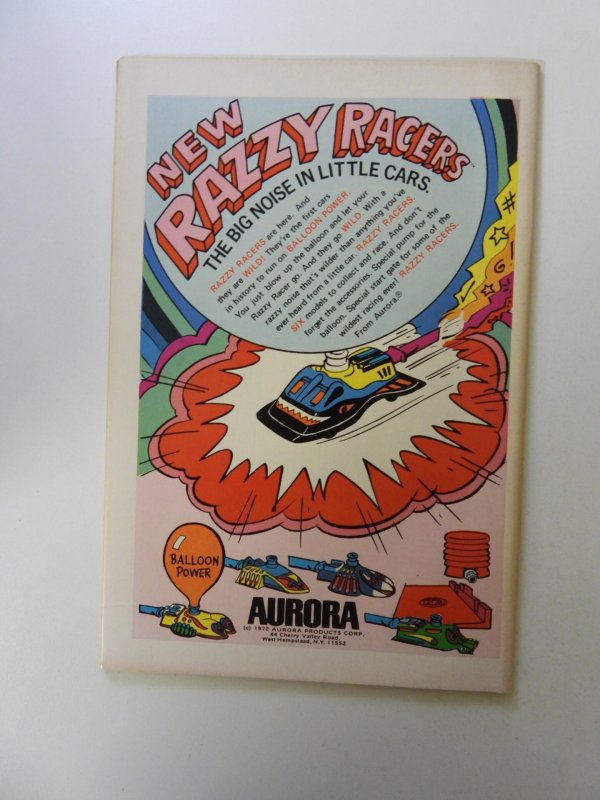 NEW
RAZZY RACERS™
THE BIG NOISE IN LITTLE CARS.
RAZZY RACERS are here. And
they are WILD! They're the first cars
in history to run on BALLOON POWER.
You just blow up the balloon and let your
Razzy Racer go. And they go WILD. With a
razzy noise that's wilder than anything you've
ever heard from a little car. RAZZY RACERS.
SIX models to collect and race. And don't
forget the accessories. Special pump for the
balloon. Special start gate for some of the
wildest racing ever! RAZZY RACERS.
From Aurora.®
#
G!
BALLOON
POWER
AURORA
(c) 1972 AURORA PRODUCTS CORP.
44 Cherry Valley Road,
West Hempstead, N.Y. 11552